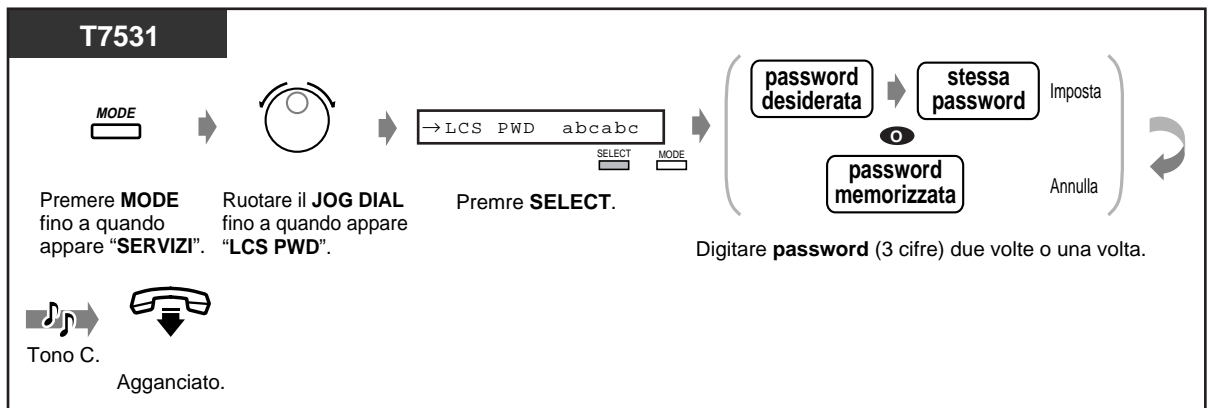 T7531
MODE
Premere MODE
fino a quando
appare “SERVIZI”.
Ruotare il JOG DIAL
fino a quando appare
“LCS PWD”.
→LCS PWD abcabc
SELECT MODE
Premre SELECT.
password
desiderata
stessa
password
Imposta
O
password
memorizzata
Annulla
Digitare password (3 cifre) due volte o una volta.
Tono C.
Agganciato.